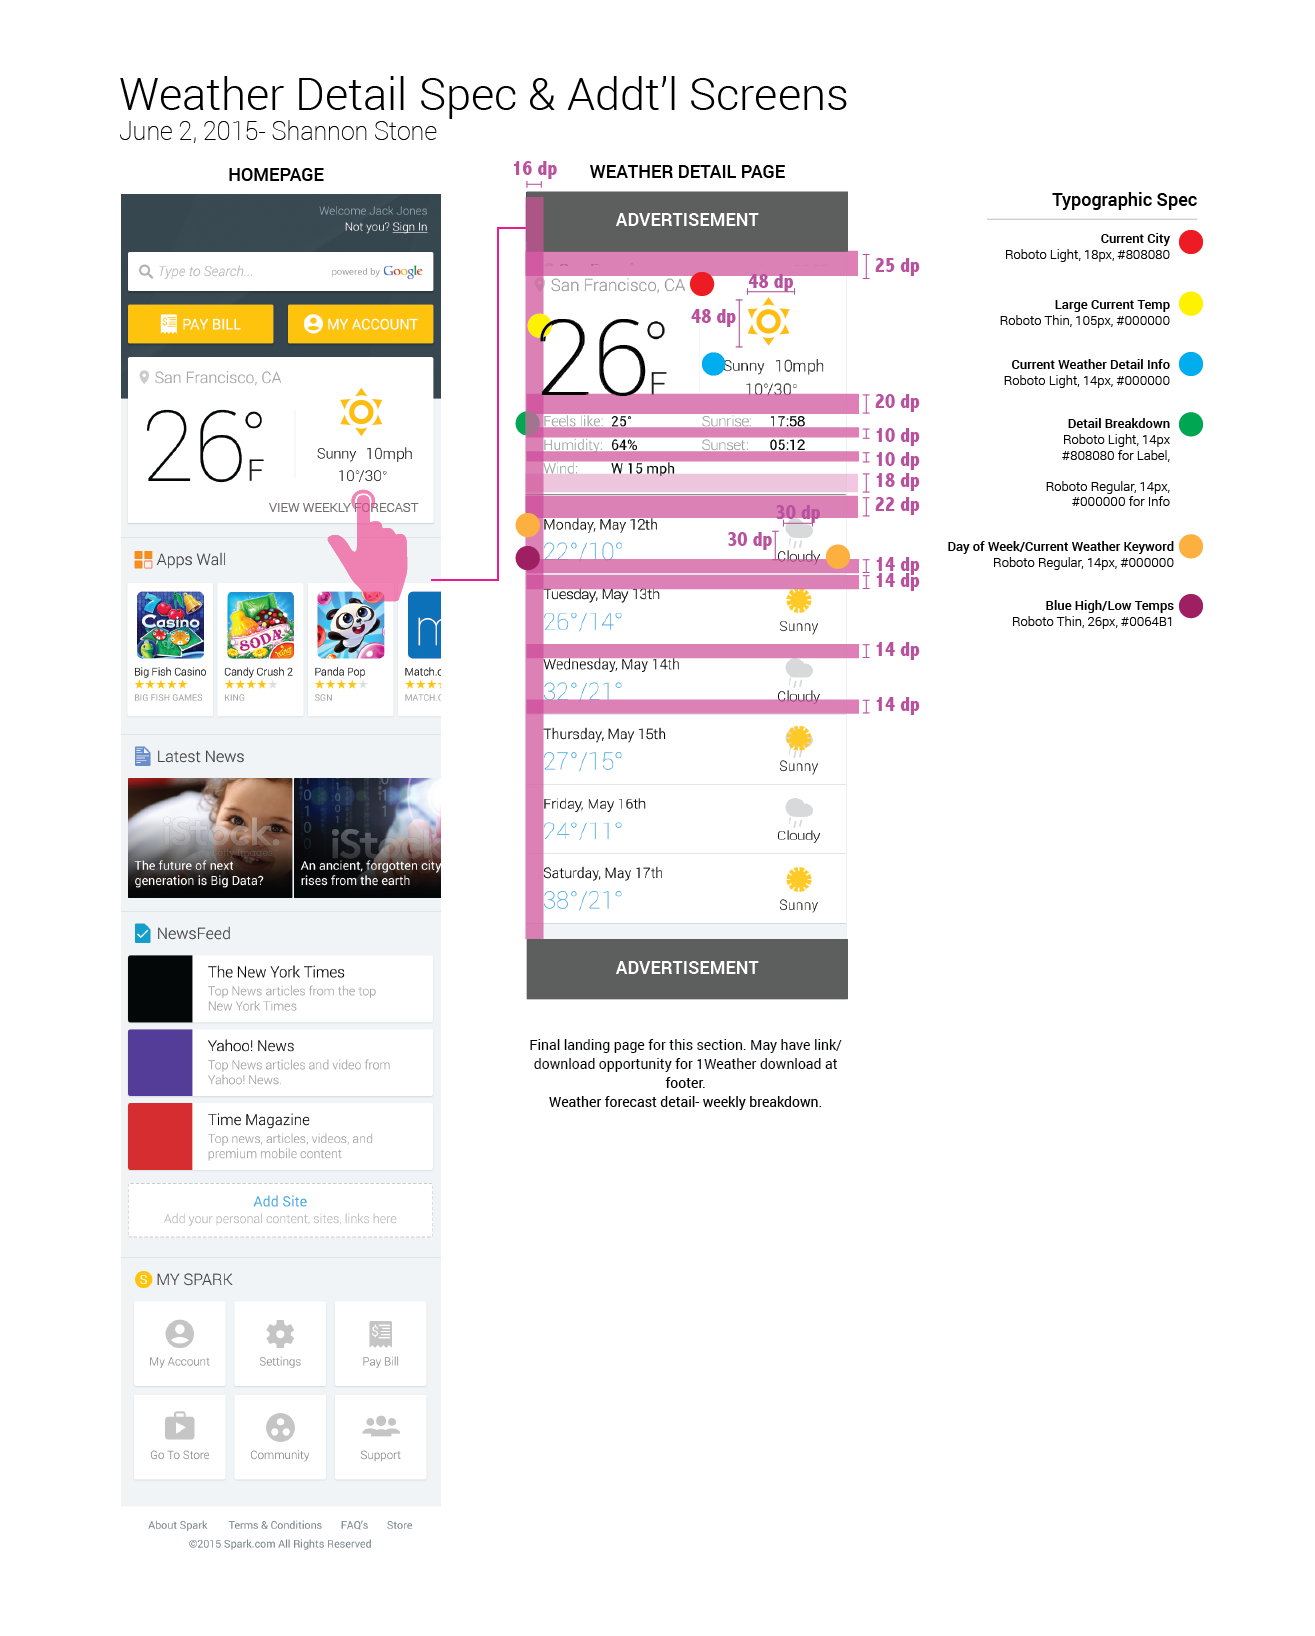 Weather Detail Spec & Addt'l Screens
June 2, 2015- Shannon Stone
HOMEPAGE
Welcome Jack Jones
Not you? Sign In
Type to Search...
powered by Google
PAY BILL
MY ACCOUNT
San Francisco, CA
26°F
Sunny 10mph
10°/30°
VIEW WEEKLY FORECAST
Apps Wall
Casino
SODA
m
Big Fish Casino
Candy Crush 2
Panda Pop
Match.c
BIG FISH GAMES
KING
SGN
MATCH.C
Latest News
iStock.
iStock
The future of next
generation is Big Data?
An ancient, forgotten city
rises from the earth
NewsFeed
The New York Times
Top News articles from the top
New York Times
Yahoo! News
Top News articles and video from
Yahoo! News.
Time Magazine
Top news, articles, videos, and
premium mobile content
Add Site
Add your personal content, sites, links here
S MY SPARK
My Account
Settings
Pay Bill
Go To Store
Community
Support
About Spark
Terms & Conditions
FAQ's
Store
©2015 Spark.com All Rights Reserved
16 dp
WEATHER DETAIL PAGE
ADVERTISEMENT
25 dp
San Francisco, CA
48 dp
48 dp
26°F
Sunny 10mph
10°/30°
20 dp
Feels like: 25°
Sunrise: 17:58
10 dp
Humidity: 64%
Sunset: 05:12
10 dp
Wind: W 15 mph
18 dp
22 dp
30 dp
Monday, May 12th
30 dp
22°/10°
Cloudy
14 dp
14 dp
Tuesday, May 13th
26°/14°
Sunny
14 dp
Wednesday, May 14th
32°/21°
Cloudy
14 dp
Thursday, May 15th
27°/15°
Sunny
Friday, May 16th
24°/11°
Cloudy
Saturday, May 17th
38°/21°
Sunny
ADVERTISEMENT
Final landing page for this section. May have link/
download opportunity for 1Weather download at
footer.
Weather forecast detail- weekly breakdown.
Typographic Spec
Current City
Roboto Light, 18px, #808080
Large Current Temp
Roboto Thin, 105px, #000000
Current Weather Detail Info
Roboto Light, 14px, #000000
Detail Breakdown
Roboto Light, 14px
#808080 for Label,
Roboto Regular, 14px,
#000000 for Info
Day of Week/Current Weather Keyword
Roboto Regular, 14px, #000000
Blue High/Low Temps
Roboto Thin, 26px, #0064B1